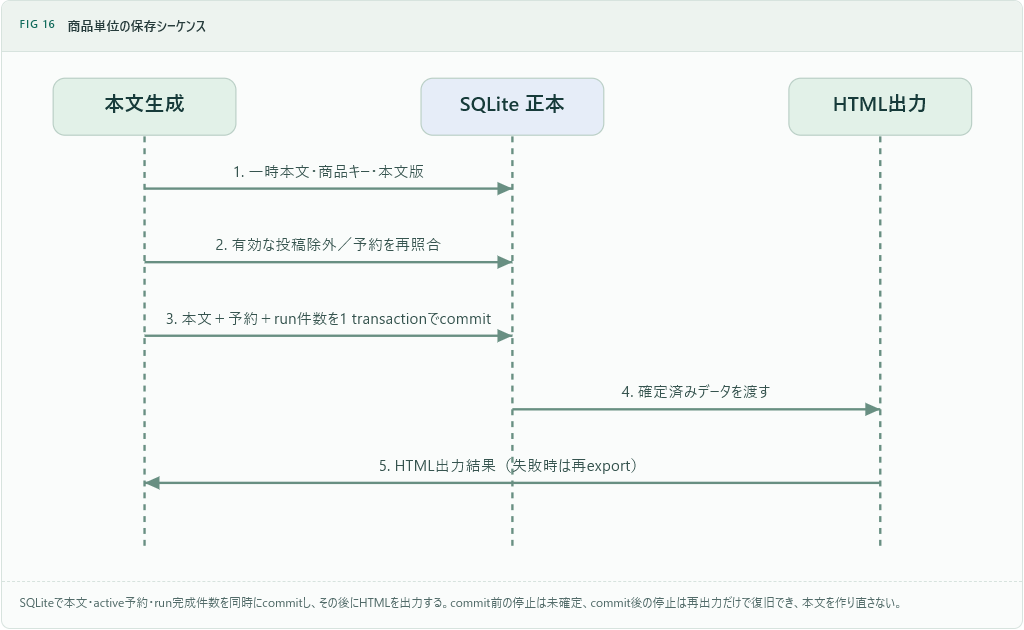 FIG 16 商品単位の保存シーケンス
本文生成
SQLite 正本
HTML出力
1. 一時本文・商品キー・本文版
2. 有効な投稿除外／予約を再照合
3. 本文＋予約＋run件数を1 transactionでcommit
4. 確定済みデータを渡す
5. HTML出力結果（失敗時は再export）
SQLiteで本文・active予約・run完成件数を同時にcommitし、その後にHTMLを出力する。commit前の停止は未確定、commit後の停止は再出力だけで復旧でき、本文を作り直さない。